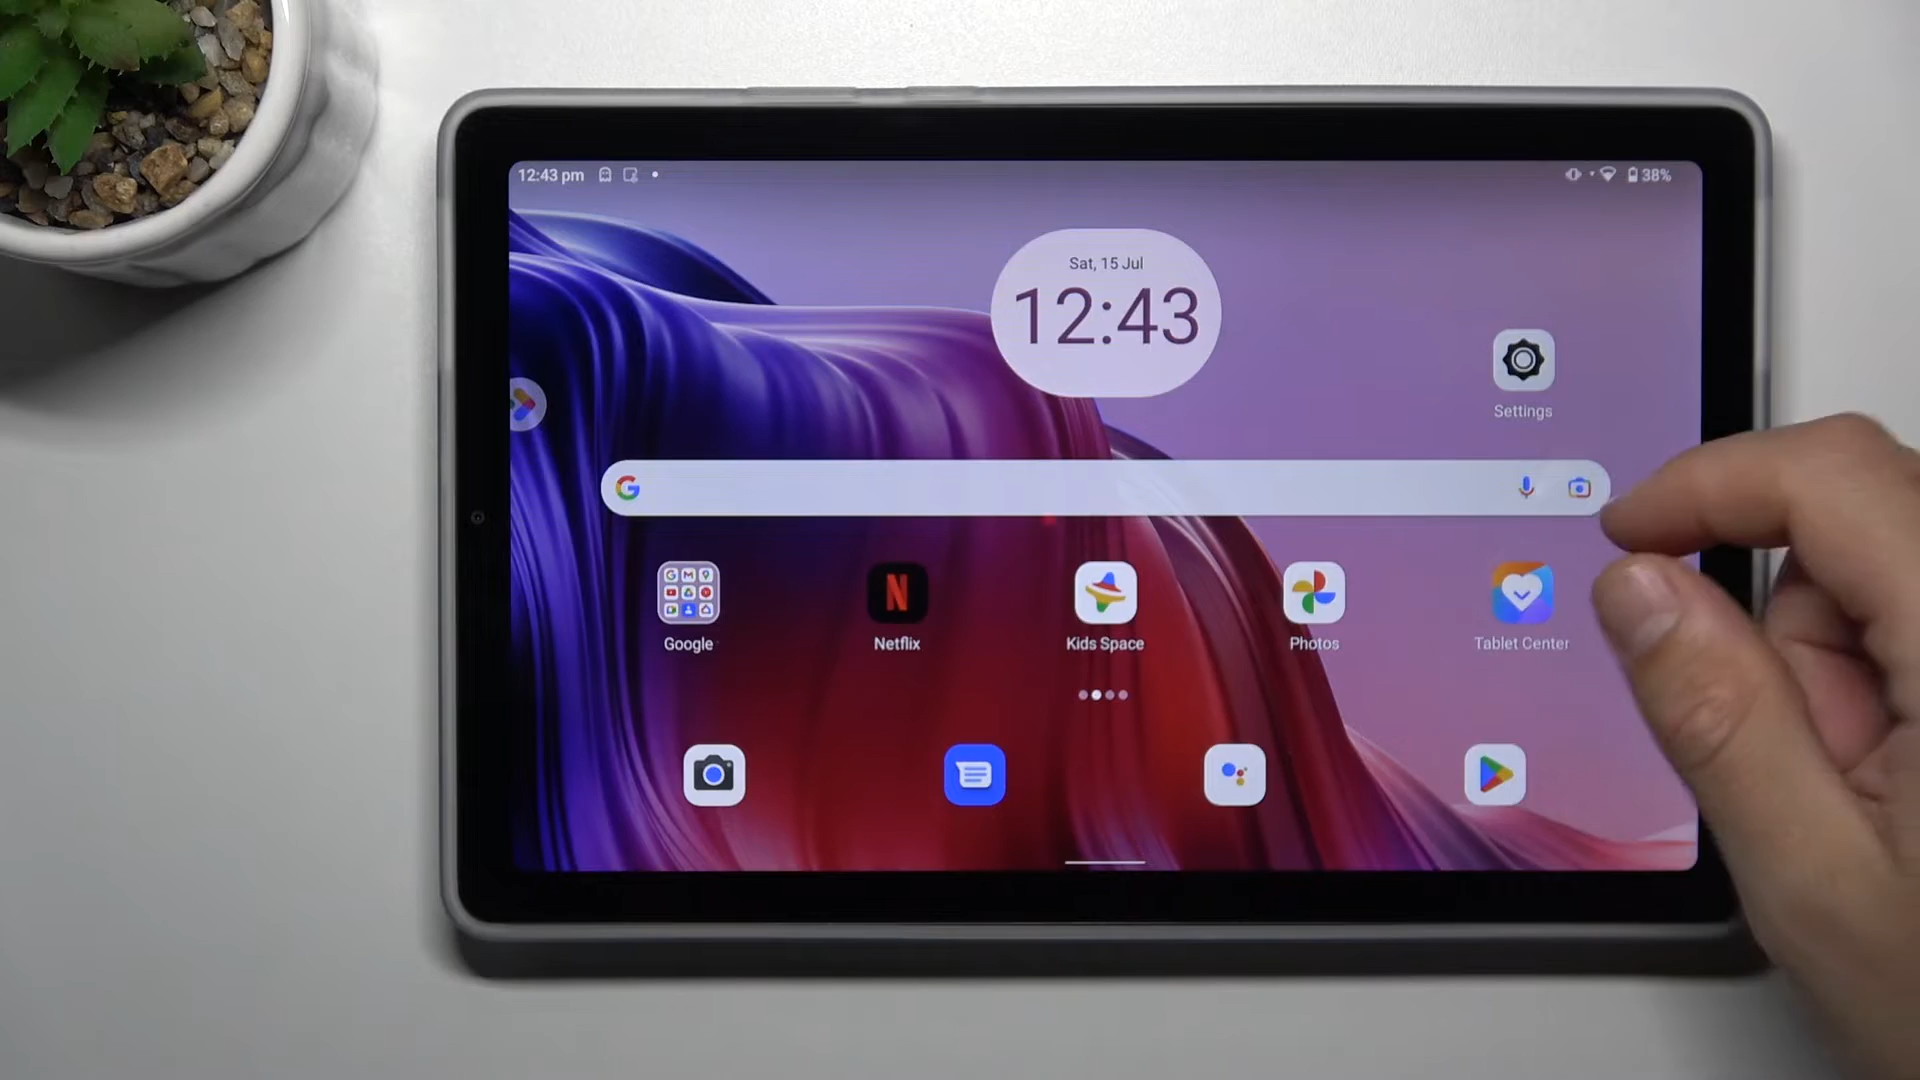 12:43 pm
38%
Sat, 15 Jul
12:43
Settings
Google
Netflix
Kids Space
Photos
Tablet Center